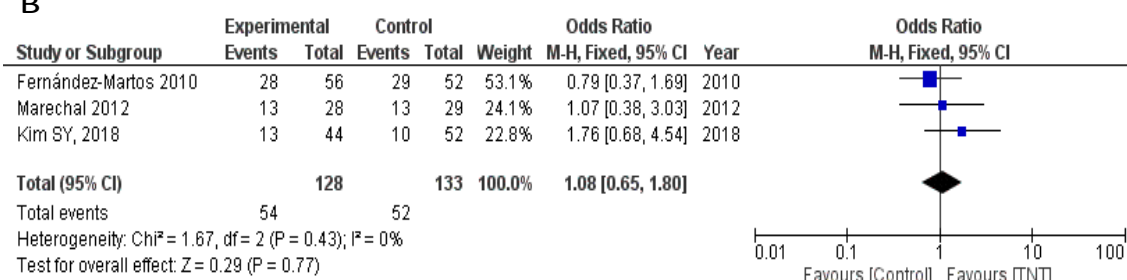 B
Experimental Control Odds Ratio Odds Ratio
Study or Subgroup Events Total Events Total Weight M-H, Fixed, 95% CI Year M-H, Fixed, 95% CI
Fernández-Martos 2010 28 56 29 52 53.1% 0.79 [0.37, 1.69] 2010
Marechal 2012 13 28 13 29 24.1% 1.07 [0.38, 3.03] 2012
Kim SY, 2018 13 44 10 52 22.8% 1.76 [0.68, 4.54] 2018
Total (95% CI) 128 133 100.0% 1.08 [0.65, 1.80]
Total events 54 52
Heterogeneity: Chi² = 1.67, df = 2 (P = 0.43); I² = 0%
Test for overall effect: Z = 0.29 (P = 0.77)
0.01 0.1 1 10 100
Favours [Control] Favours [TNT]